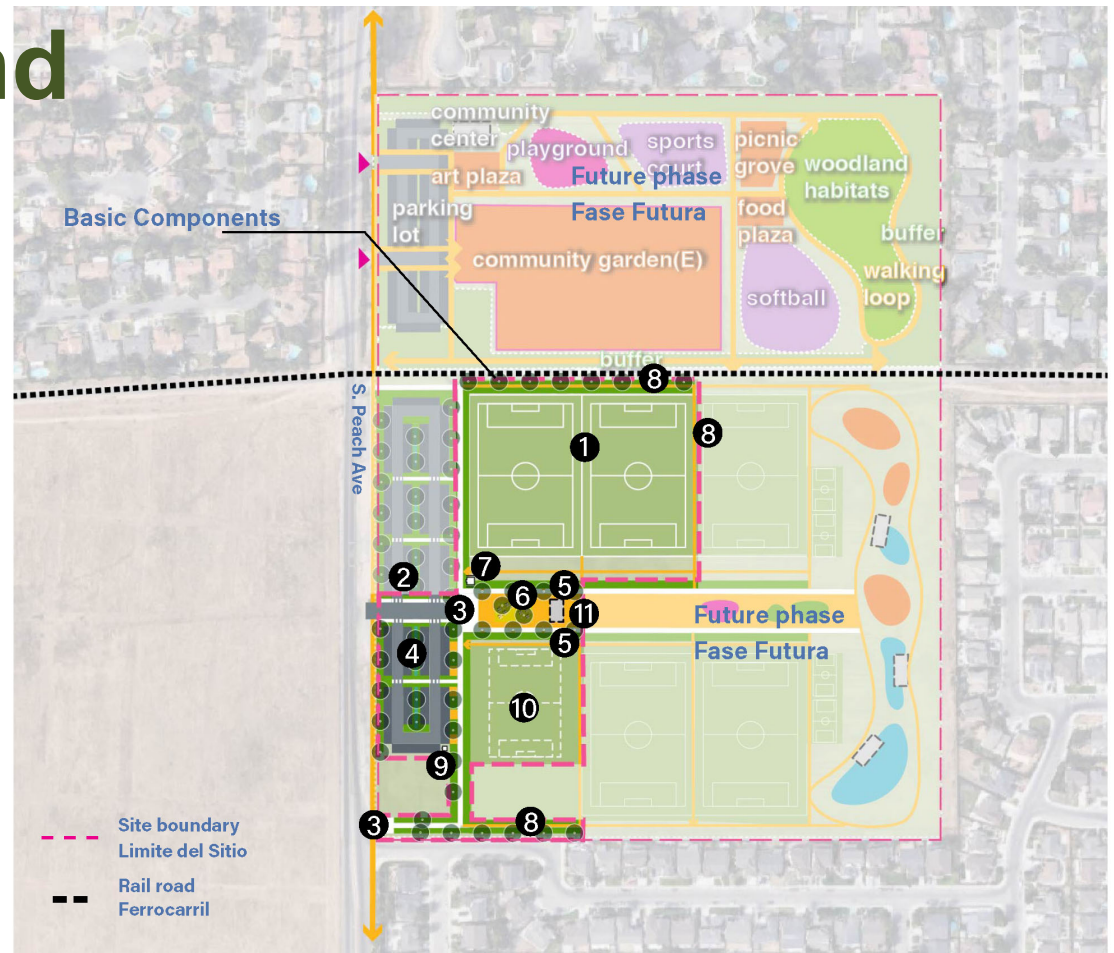 nd
community
center
playground
sports
court
picnic
grove
woodland
habitats
art plaza
Future phase
Fase Futura
parking
lot
food
plaza
Basic Components
buffer
community garden(E)
walking
loop
softball
buffer
8
S. Peach Ave
1
8
7
2
5
6
3
11
Future phase
5
4
Fase Futura
10
9
3
8
Site boundary
Limite del Sitio
Rail road
Ferrocarril